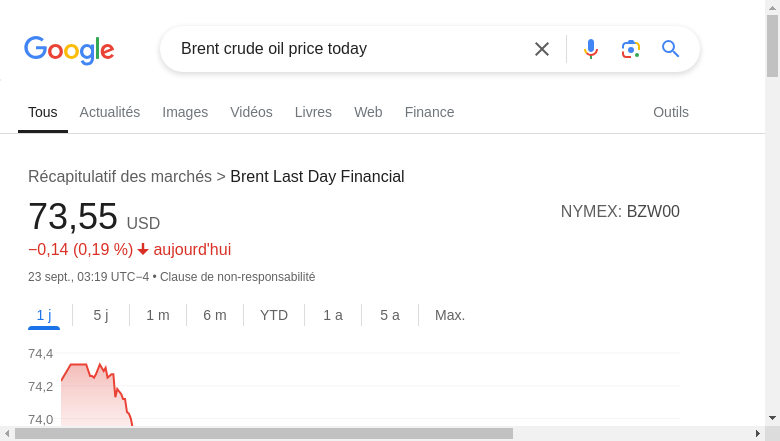 Google
Brent crude oil price today
Tous Actualités Images Vidéos Livres Web Finance Outils
Récapitulatif des marchés > Brent Last Day Financial
73,55 USD
NYMEX: BZW00
−0,14 (0,19 %) aujourd'hui
23 sept., 03:19 UTC−4 • Clause de non-responsabilité
1 j 5 j 1 m 6 m YTD 1 a 5 a Max.
74,4
74,2
74,0